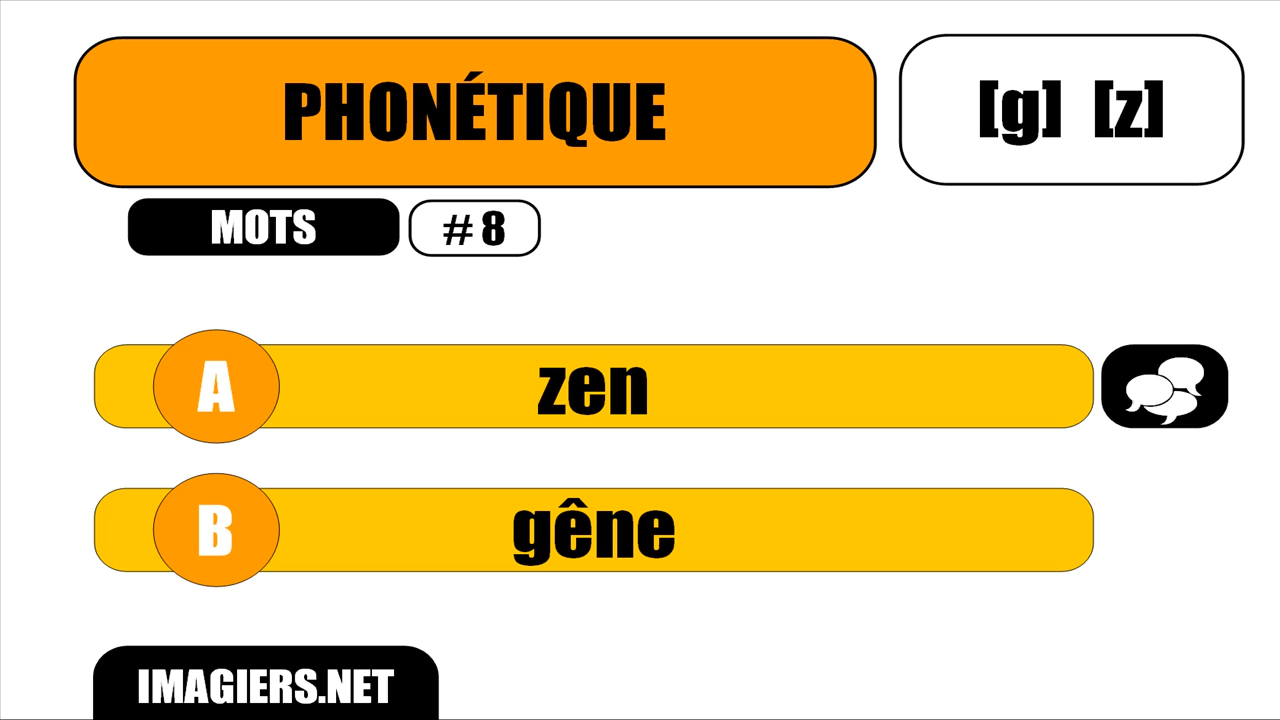 PHONÉTIQUE
[g] [z]
MOTS
# 8
A
zen
B
gêne
IMAGIERS.NET